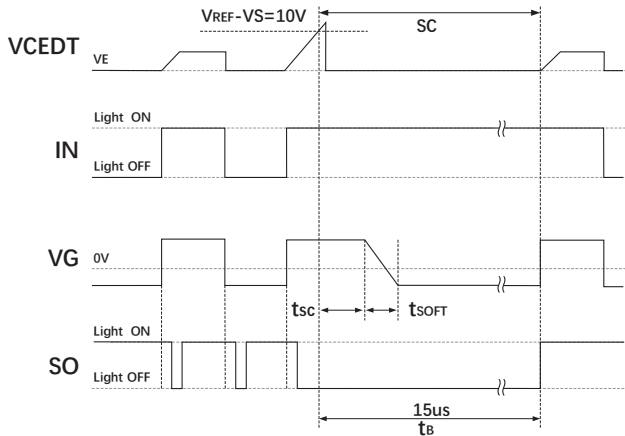 VREF-VS=10V
SC
VCEDT
VE
Light ON
IN
Light OFF
VG
0V
tsc
tSOFT
Light ON
SO
Light OFF
15us
tB